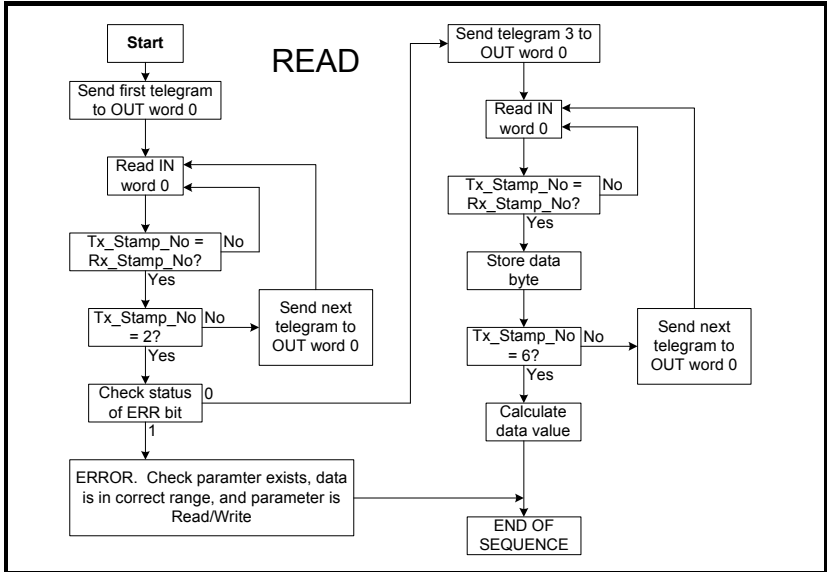 Start
READ
Send first telegram
to OUT word 0
Read IN
word 0
Tx_Stamp_No =
Rx_Stamp_No?
No
Yes
Tx_Stamp_No
= 2?
No
Send next
telegram to
OUT word 0
Yes
Check status
of ERR bit
0
1
ERROR. Check paramter exists, data
is in correct range, and parameter is
Read/Write
Send telegram 3 to
OUT word 0
Read IN
word 0
Tx_Stamp_No =
Rx_Stamp_No?
No
Yes
Store data
byte
Tx_Stamp_No
= 6?
No
Send next
telegram to
OUT word 0
Yes
Calculate
data value
END OF
SEQUENCE